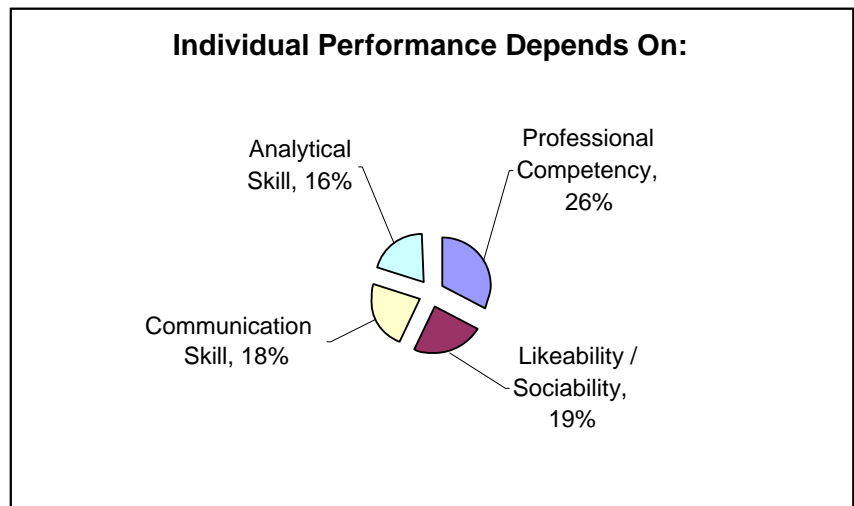 Individual Performance Depends On:
Analytical
Skill, 16%
Professional
Competency,
26%
Communication
Skill, 18%
Likeability /
Sociability,
19%